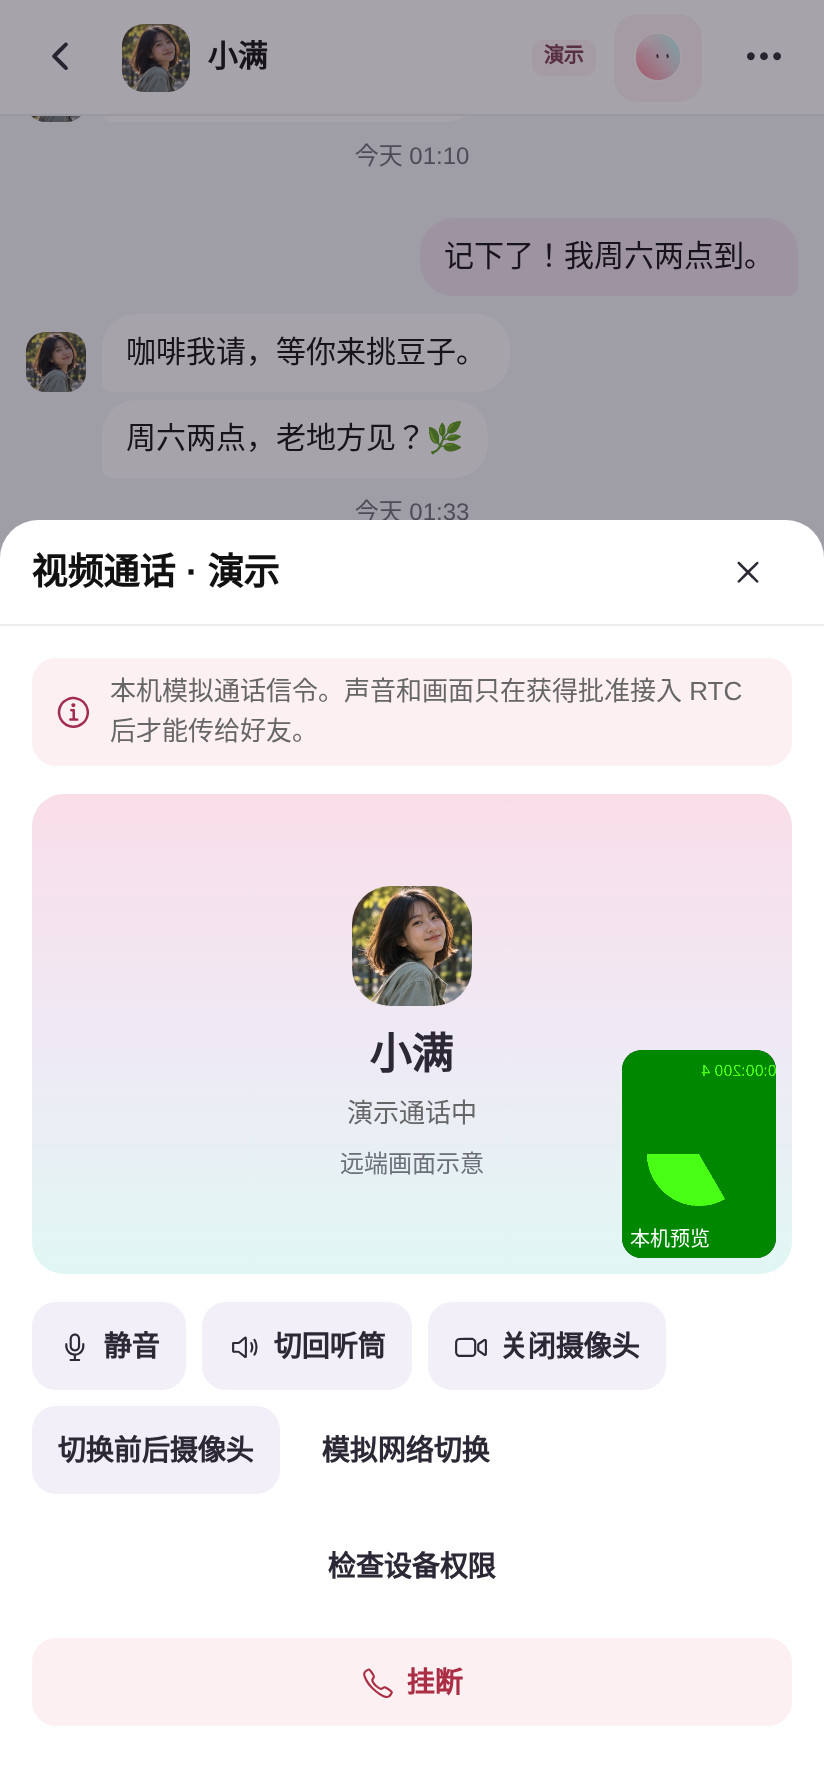 小满
演示
今天 01:10
记下了！我周六两点到。
咖啡我请，等你来挑豆子。
周六两点，老地方见？🌿
今天 01:33
视频通话 · 演示
本机模拟通话信令。声音和画面只在获得批准接入 RTC
后才能传给好友。
小满
演示通话中
远端画面示意
0:00:200 4
本机预览
静音
切回听筒
关闭摄像头
切换前后摄像头
模拟网络切换
检查设备权限
挂断